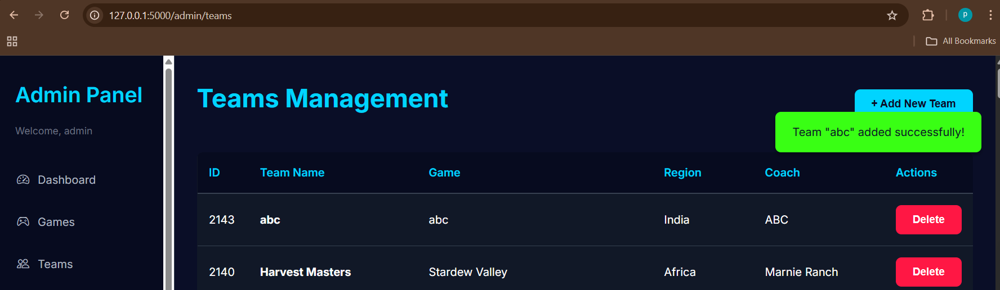 127.0.0.1:5000/admin/teams
P
All Bookmarks
Admin Panel
Welcome, admin
Dashboard
Games
Teams
Teams Management
+ Add New Team
Team "abc" added successfully!
ID Team Name Game Region Coach Actions
2143 abc abc India ABC Delete
2140 Harvest Masters Stardew Valley Africa Marnie Ranch Delete